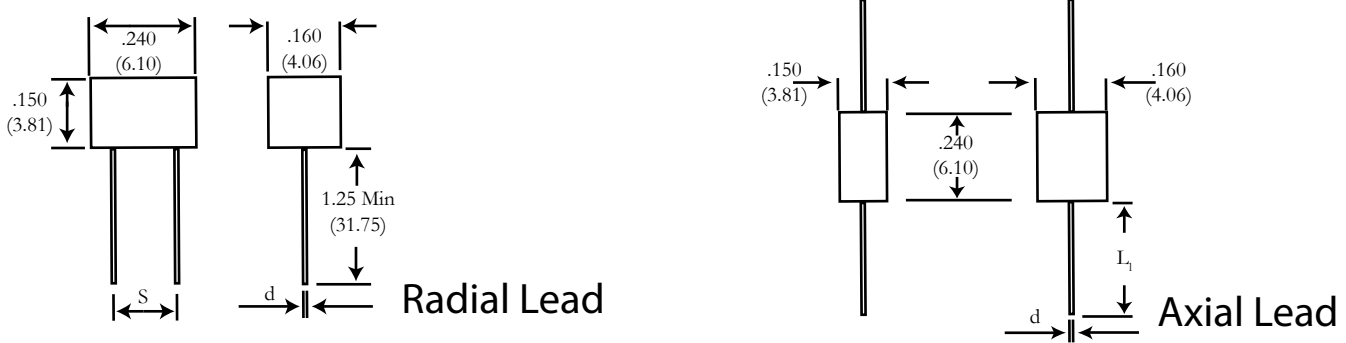 .240
(6.10)
.160
(4.06)
.150
(3.81)
1.25 Min
(31.75)
S
d
Radial Lead
.150
(3.81)
.160
(4.06)
.240
(6.10)
L1
d
Axial Lead